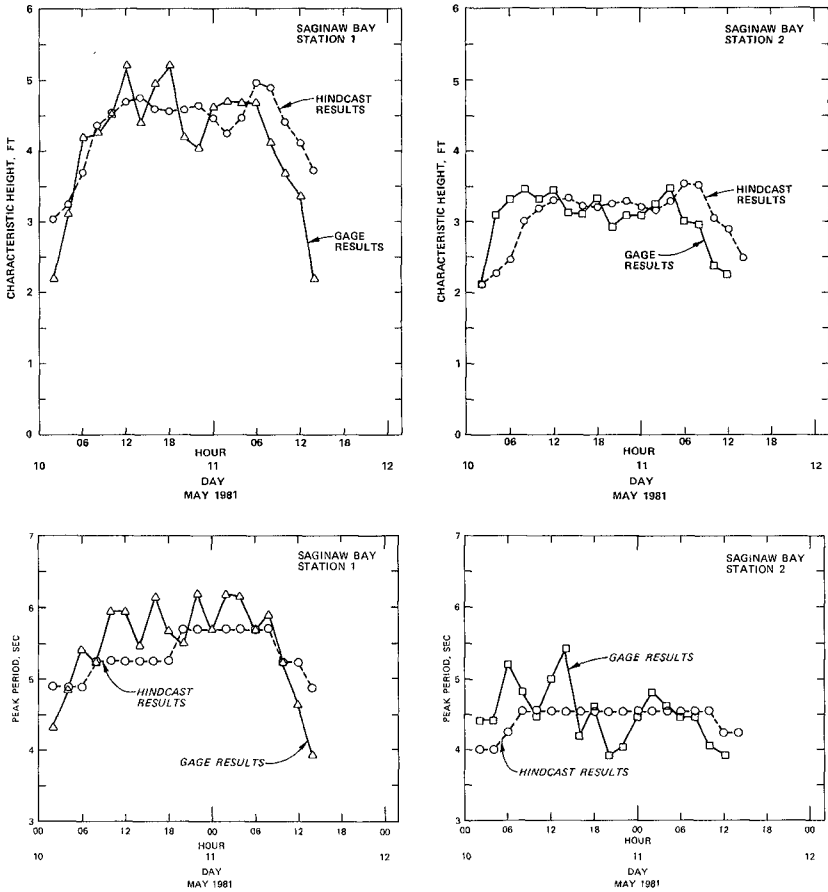 SAGINAW BAY
STATION 1
6
5
4
3
2
1
0
CHARACTERISTIC HEIGHT, FT
HINDCAST
RESULTS
GAGE
RESULTS
06 12 18 06 12 18
HOUR
10 11 12
DAY
MAY 1981
SAGINAW BAY
STATION 2
6
5
4
3
2
1
0
CHARACTERISTIC HEIGHT, FT
HINDCAST
RESULTS
GAGE
RESULTS
06 12 18 06 12 18
HOUR
10 11 12
DAY
MAY 1981
SAGINAW BAY
STATION 1
7
6
5
4
3
PEAK PERIOD, SEC
HINDCAST
RESULTS
GAGE RESULTS
00 06 12 18 00 06 12 18 00
HOUR
10 11 12
DAY
MAY 1981
SAGINAW BAY
STATION 2
7
6
5
4
3
PEAK PERIOD, SEC
GAGE RESULTS
HINDCAST RESULTS
00 06 12 18 00 06 12 18 00
HOUR
10 11 12
DAY
MAY 1981